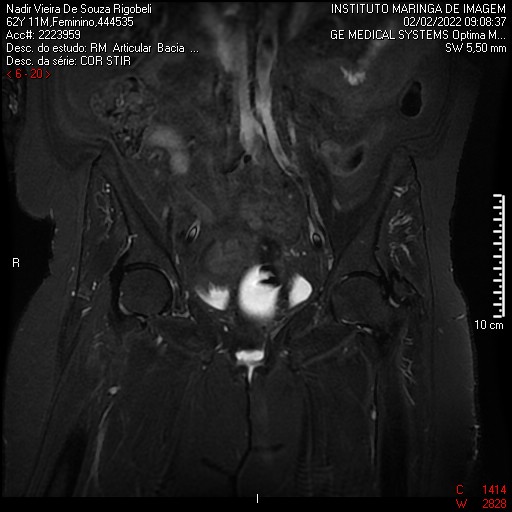 Nadir Vieira De Souza Rigobeli
62Y 11M,Feminino,444535
Acc#: 2223959
Desc. do estudo: RM Articular Bacia ...
Desc. da série: COR STIR
< 6 - 20 >
INSTITUTO MARINGA DE IMAGEM
02/02/2022 09:08:37
GE MEDICAL SYSTEMS Optima M...
SW 5,50 mm
R
10 cm
I
C 1414
W 2828